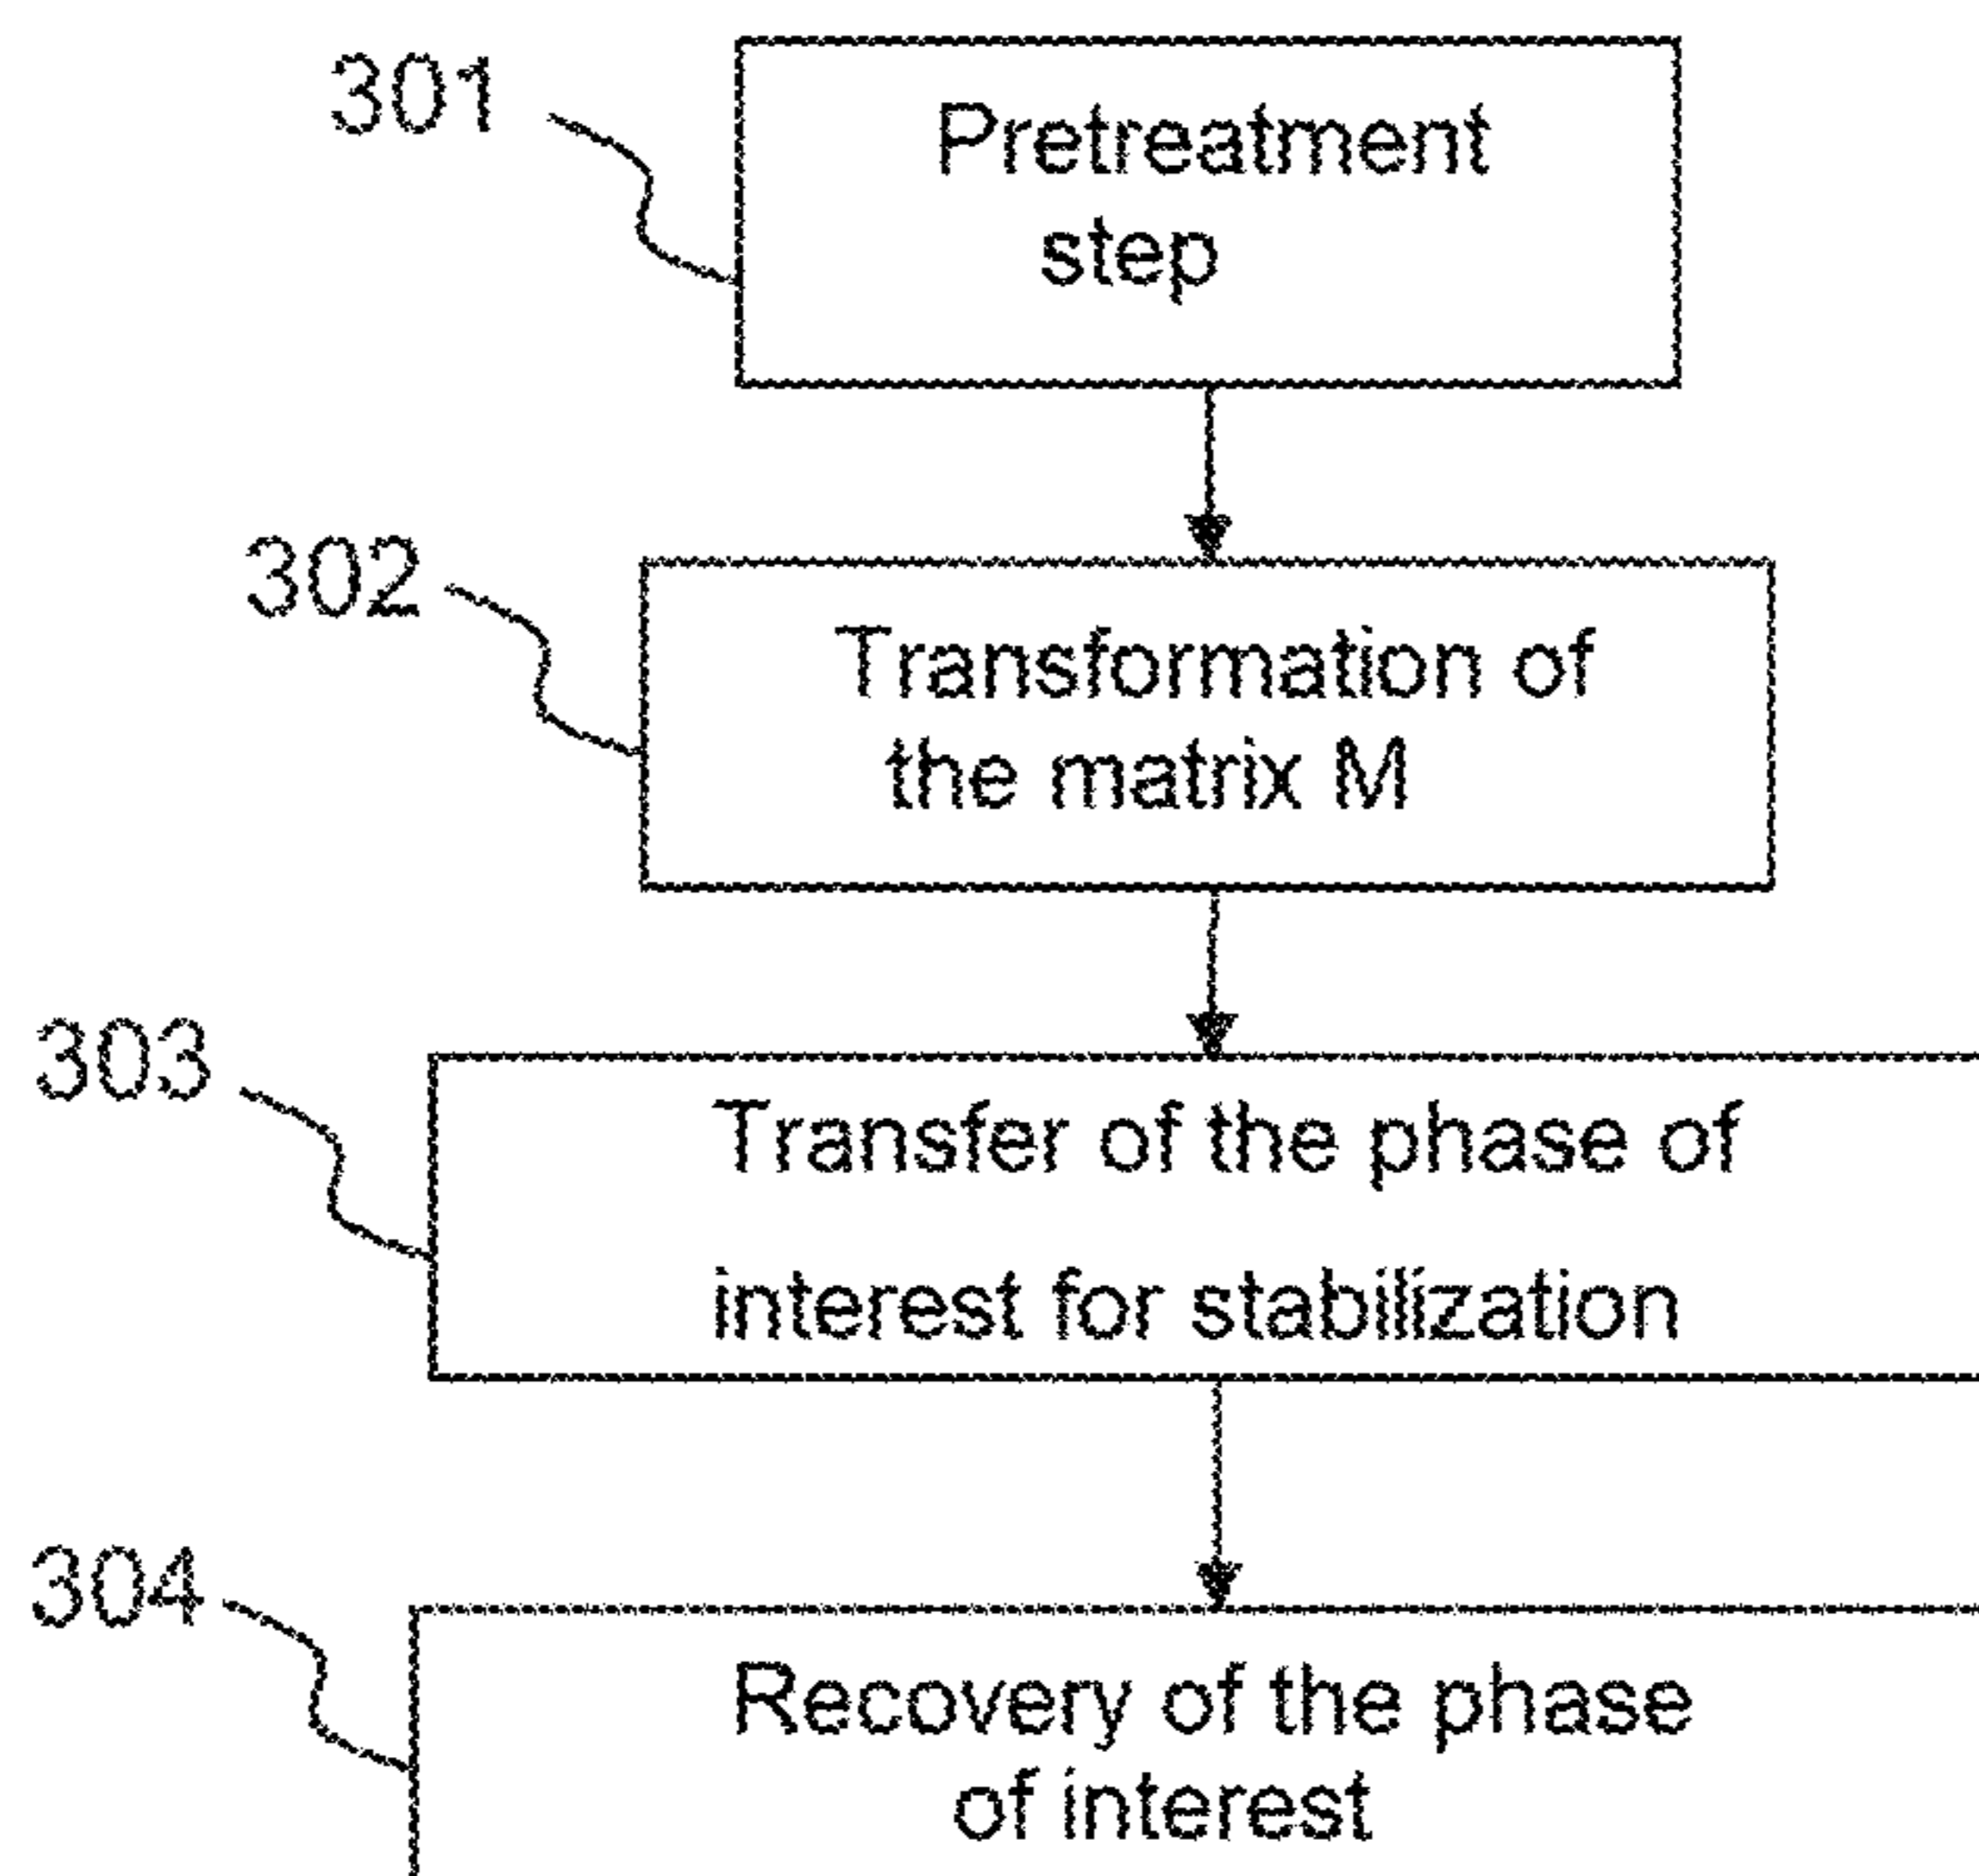 301
Pretreatment
step
302
Transformation of
the matrix M
303
Transfer of the phase of
interest for stabilization
304
Recovery of the phase
of interest